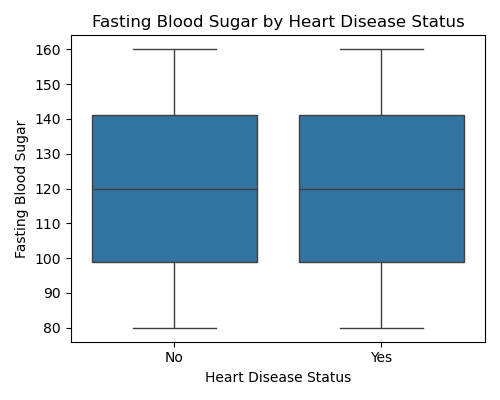 Fasting Blood Sugar by Heart Disease Status
Fasting Blood Sugar
160
150
140
130
120
110
100
90
80
No Yes
Heart Disease Status